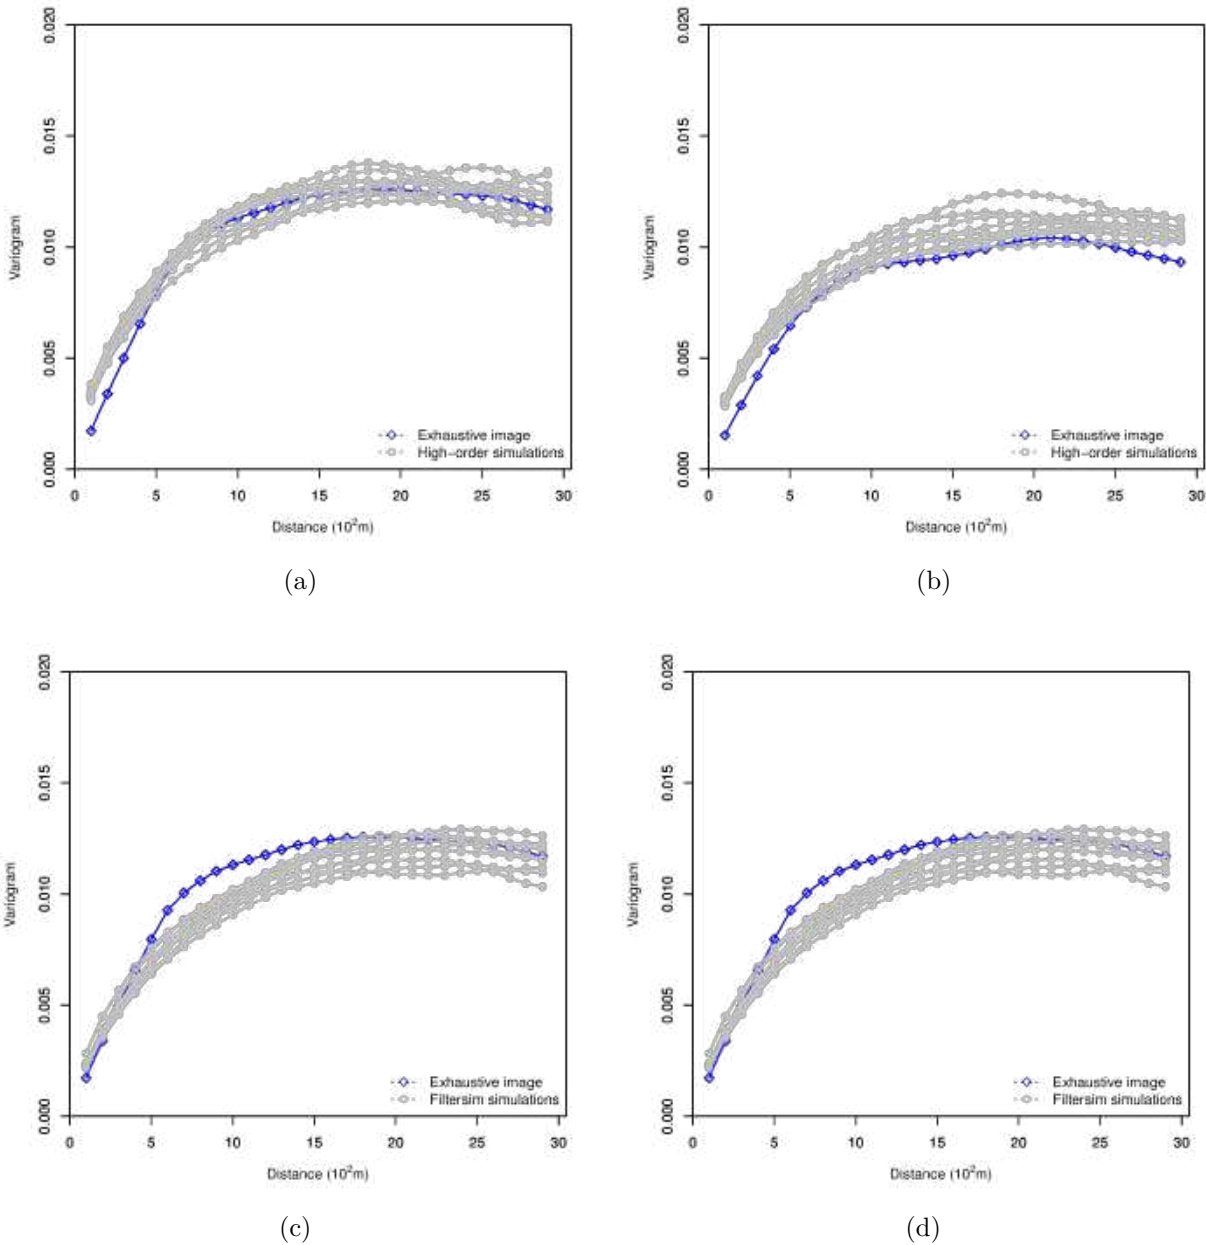 0.020
0.015
0.010
0.005
0.000
Variogram
Exhaustive image
High-order simulations
0 5 10 15 20 25 30
Distance (10²m)
(a)
0.020
0.015
0.010
0.005
0.000
Variogram
Exhaustive image
High-order simulations
0 5 10 15 20 25 30
Distance (10²m)
(b)
0.020
0.015
0.010
0.005
0.000
Variogram
Exhaustive image
Filtersim simulations
0 5 10 15 20 25 30
Distance (10²m)
(c)
0.020
0.015
0.010
0.005
0.000
Variogram
Exhaustive image
Filtersim simulations
0 5 10 15 20 25 30
Distance (10²m)
(d)